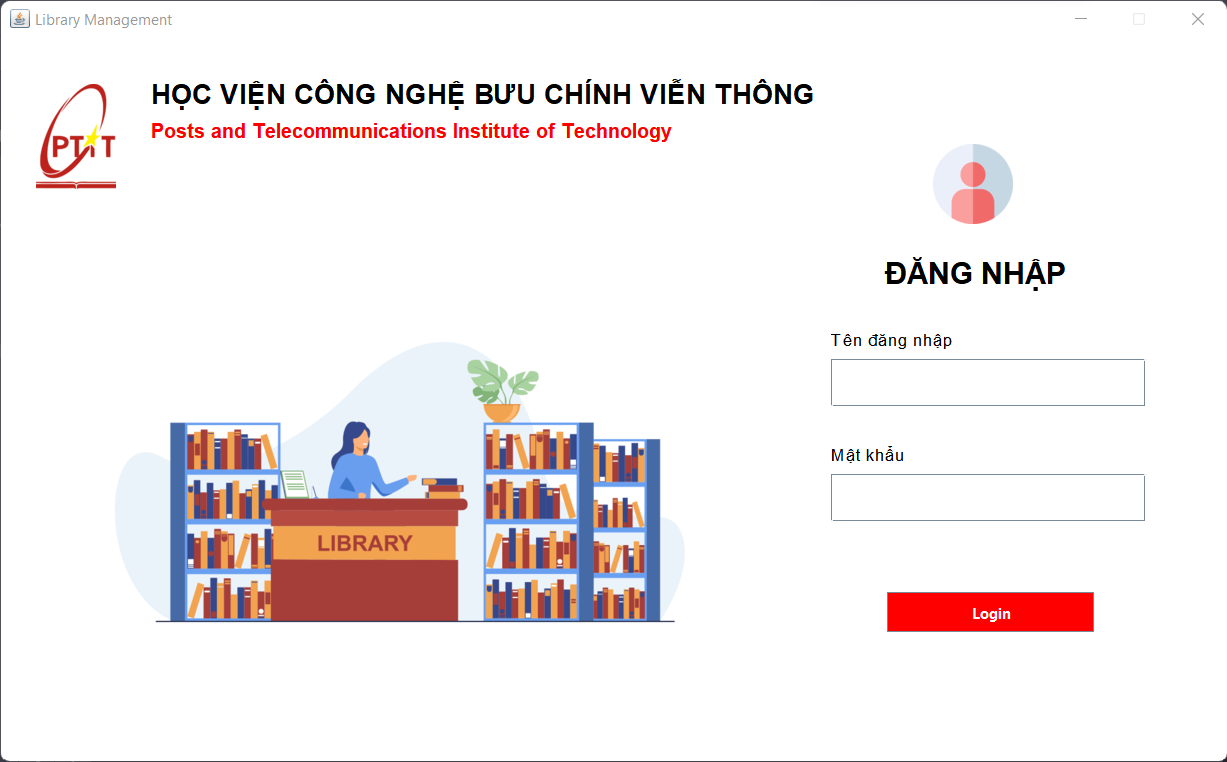 Library Management
HỌC VIỆN CÔNG NGHỆ BƯU CHÍNH VIỄN THÔNG
Posts and Telecommunications Institute of Technology
PTIT
ĐĂNG NHẬP
Tên đăng nhập
Mật khẩu
LIBRARY
Login